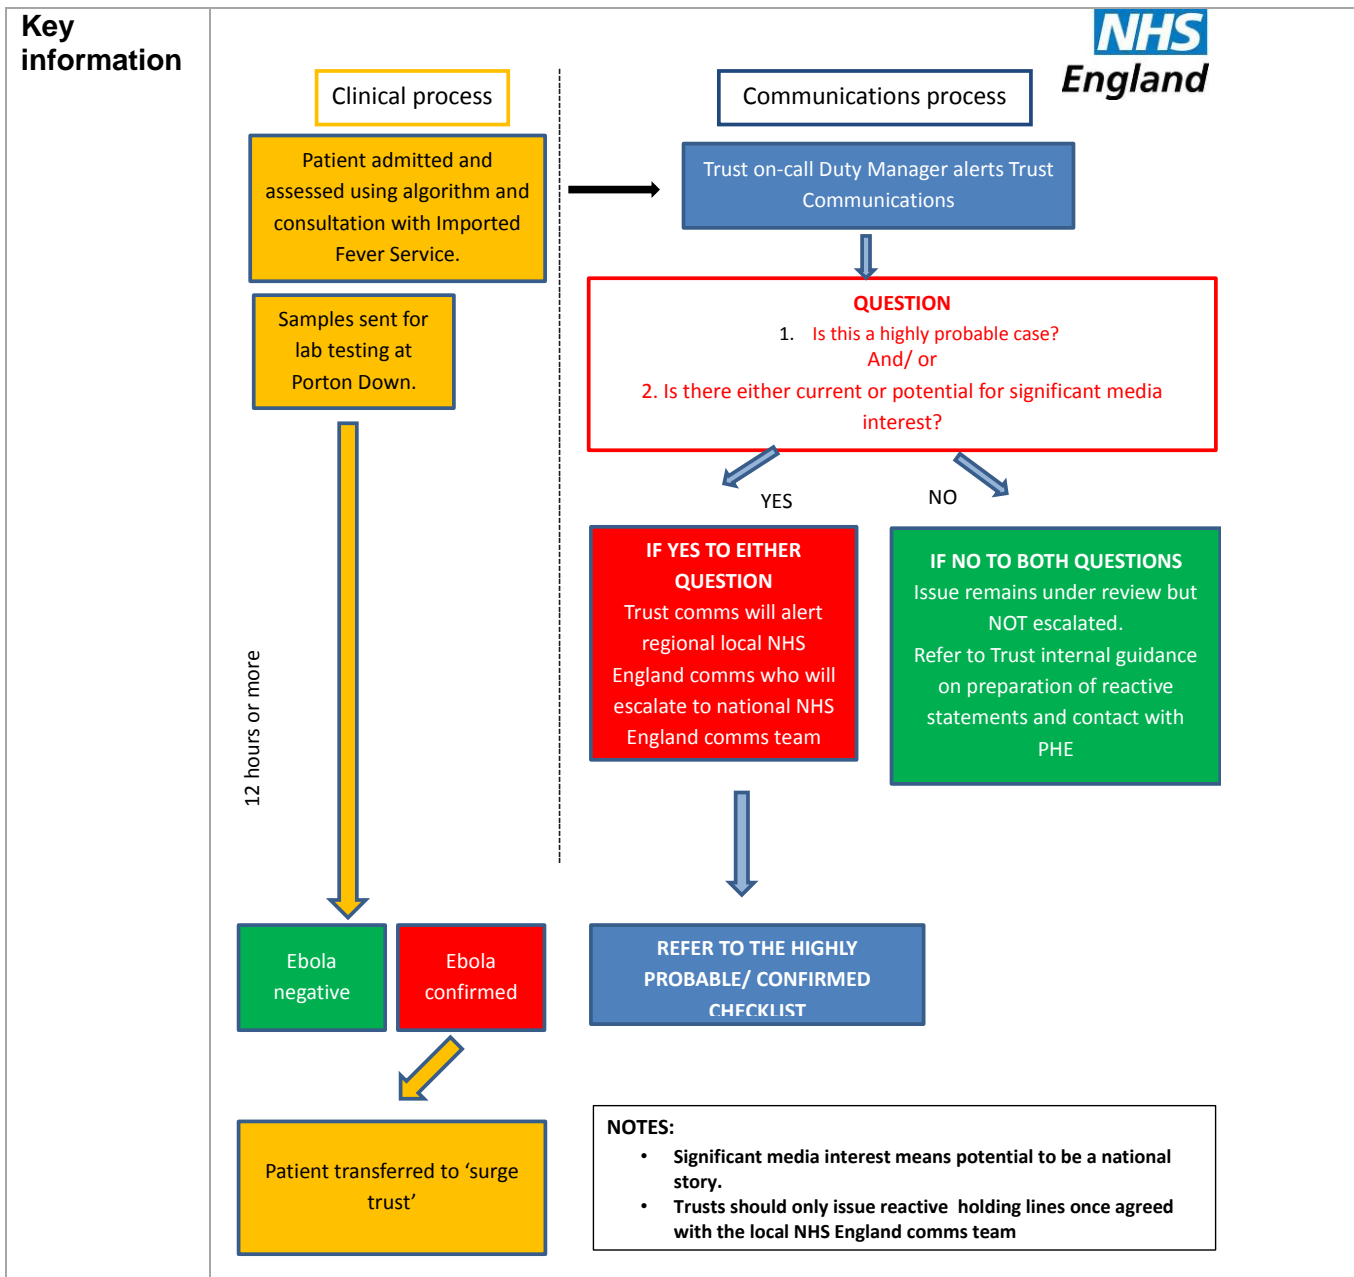 Key
information
NHS
England
Clinical process
Patient admitted and
assessed using algorithm and
consultation with Imported
Fever Service.
Samples sent for
lab testing at
Porton Down.
12 hours or more
Ebola
negative
Ebola
confirmed
Patient transferred to ‘surge
trust’
Communications process
Trust on-call Duty Manager alerts Trust
Communications
QUESTION
1. Is this a highly probable case?
And/ or
2. Is there either current or potential for significant media
interest?
YES
NO
IF YES TO EITHER
QUESTION
Trust comms will alert
regional local NHS
England comms who will
escalate to national NHS
England comms team
IF NO TO BOTH QUESTIONS
Issue remains under review but
NOT escalated.
Refer to Trust internal guidance
on preparation of reactive
statements and contact with
PHE
REFER TO THE HIGHLY
PROBABLE/ CONFIRMED
CHECKLIST
NOTES:
• Significant media interest means potential to be a national
story.
• Trusts should only issue reactive holding lines once agreed
with the local NHS England comms team